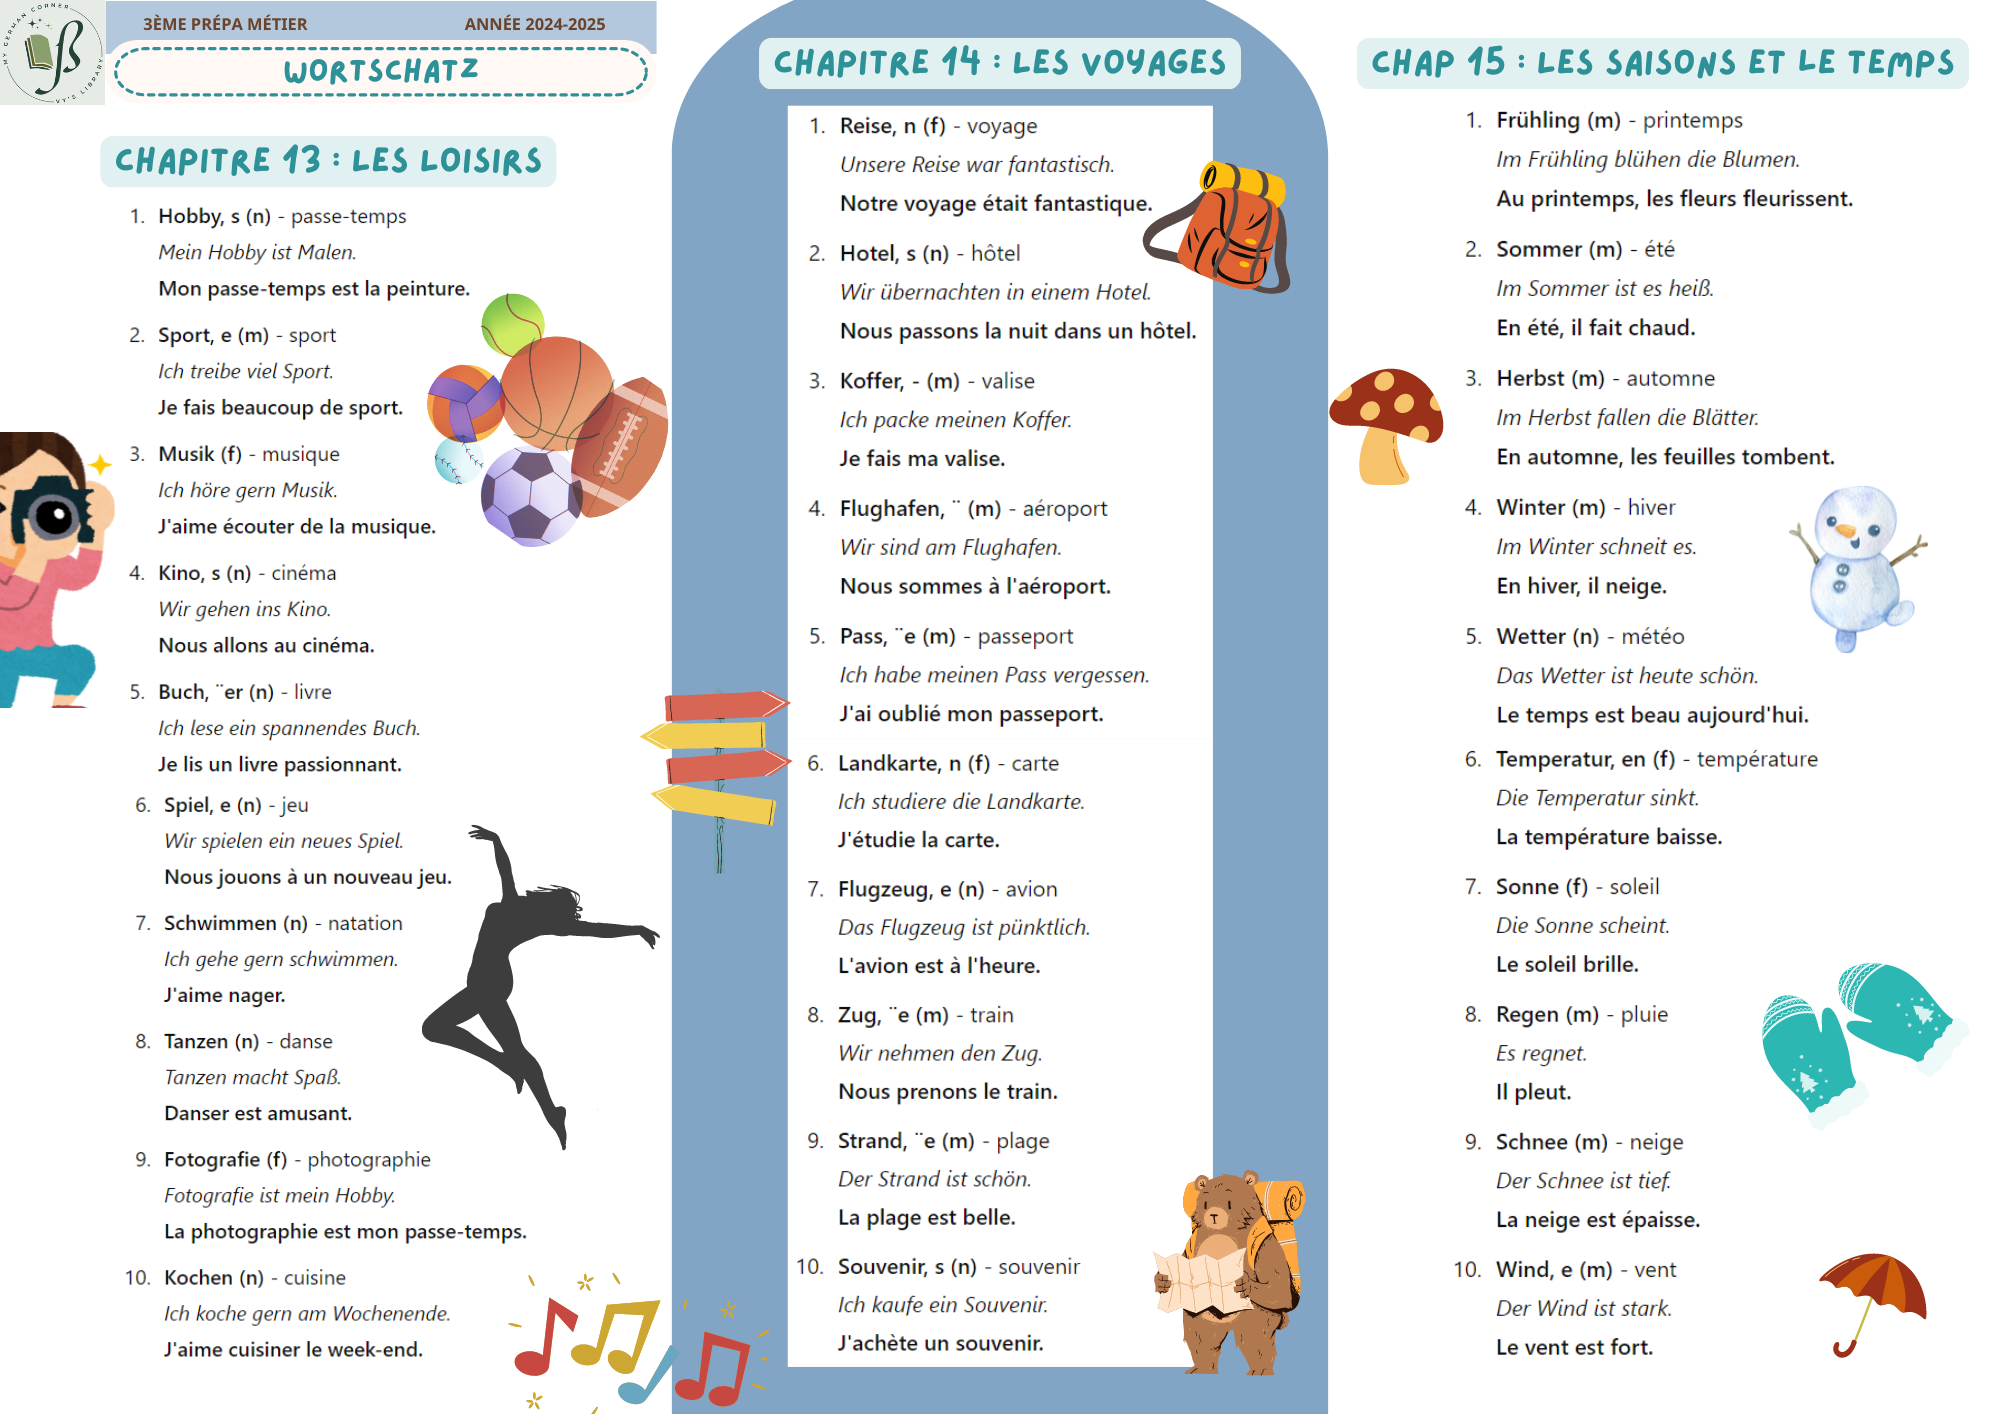 MY GERMAN CORNER
ß
VY'S LIBRARY
3ÈME PRÉPA MÉTIER
ANNÉE 2024-2025
WORTSCHATZ
CHAPITRE 13 : LES LOISIRS
1. Hobby, s (n) - passe-temps
Mein Hobby ist Malen.
Mon passe-temps est la peinture.
2. Sport, e (m) - sport
Ich treibe viel Sport.
Je fais beaucoup de sport.
3. Musik (f) - musique
Ich höre gern Musik.
J'aime écouter de la musique.
4. Kino, s (n) - cinéma
Wir gehen ins Kino.
Nous allons au cinéma.
5. Buch, ¨er (n) - livre
Ich lese ein spannendes Buch.
Je lis un livre passionnant.
6. Spiel, e (n) - jeu
Wir spielen ein neues Spiel.
Nous jouons à un nouveau jeu.
7. Schwimmen (n) - natation
Ich gehe gern schwimmen.
J'aime nager.
8. Tanzen (n) - danse
Tanzen macht Spaß.
Danser est amusant.
9. Fotografie (f) - photographie
Fotografie ist mein Hobby.
La photographie est mon passe-temps.
10. Kochen (n) - cuisine
Ich koche gern am Wochenende.
J'aime cuisiner le week-end.
CHAPITRE 14 : LES VOYAGES
1. Reise, n (f) - voyage
Unsere Reise war fantastisch.
Notre voyage était fantastique.
2. Hotel, s (n) - hôtel
Wir übernachten in einem Hotel.
Nous passons la nuit dans un hôtel.
3. Koffer, - (m) - valise
Ich packe meinen Koffer.
Je fais ma valise.
4. Flughafen, ¨ (m) - aéroport
Wir sind am Flughafen.
Nous sommes à l'aéroport.
5. Pass, ¨e (m) - passeport
Ich habe meinen Pass vergessen.
J'ai oublié mon passeport.
6. Landkarte, n (f) - carte
Ich studiere die Landkarte.
J'étudie la carte.
7. Flugzeug, e (n) - avion
Das Flugzeug ist pünktlich.
L'avion est à l'heure.
8. Zug, ¨e (m) - train
Wir nehmen den Zug.
Nous prenons le train.
9. Strand, ¨e (m) - plage
Der Strand ist schön.
La plage est belle.
10. Souvenir, s (n) - souvenir
Ich kaufe ein Souvenir.
J'achète un souvenir.
CHAP 15 : LES SAISONS ET LE TEMPS
1. Frühling (m) - printemps
Im Frühling blühen die Blumen.
Au printemps, les fleurs fleurissent.
2. Sommer (m) - été
Im Sommer ist es heiß.
En été, il fait chaud.
3. Herbst (m) - automne
Im Herbst fallen die Blätter.
En automne, les feuilles tombent.
4. Winter (m) - hiver
Im Winter schneit es.
En hiver, il neige.
5. Wetter (n) - météo
Das Wetter ist heute schön.
Le temps est beau aujourd'hui.
6. Temperatur, en (f) - température
Die Temperatur sinkt.
La température baisse.
7. Sonne (f) - soleil
Die Sonne scheint.
Le soleil brille.
8. Regen (m) - pluie
Es regnet.
Il pleut.
9. Schnee (m) - neige
Der Schnee ist tief.
La neige est épaisse.
10. Wind, e (m) - vent
Der Wind ist stark.
Le vent est fort.